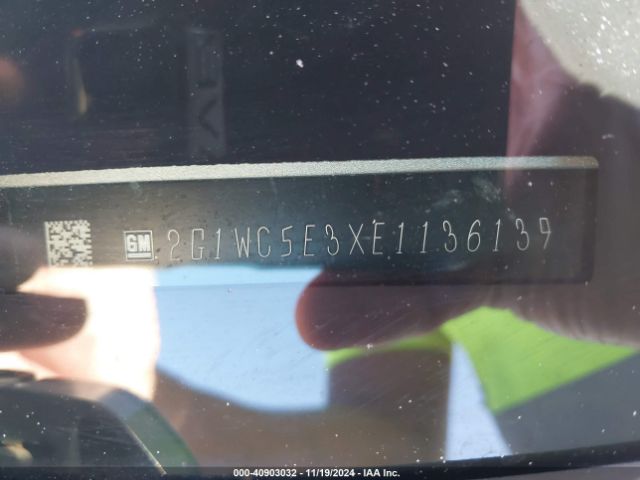 GM 2G1WC5E3XE1136139
000-40903032 - 11/19/2024 - IAA Inc.